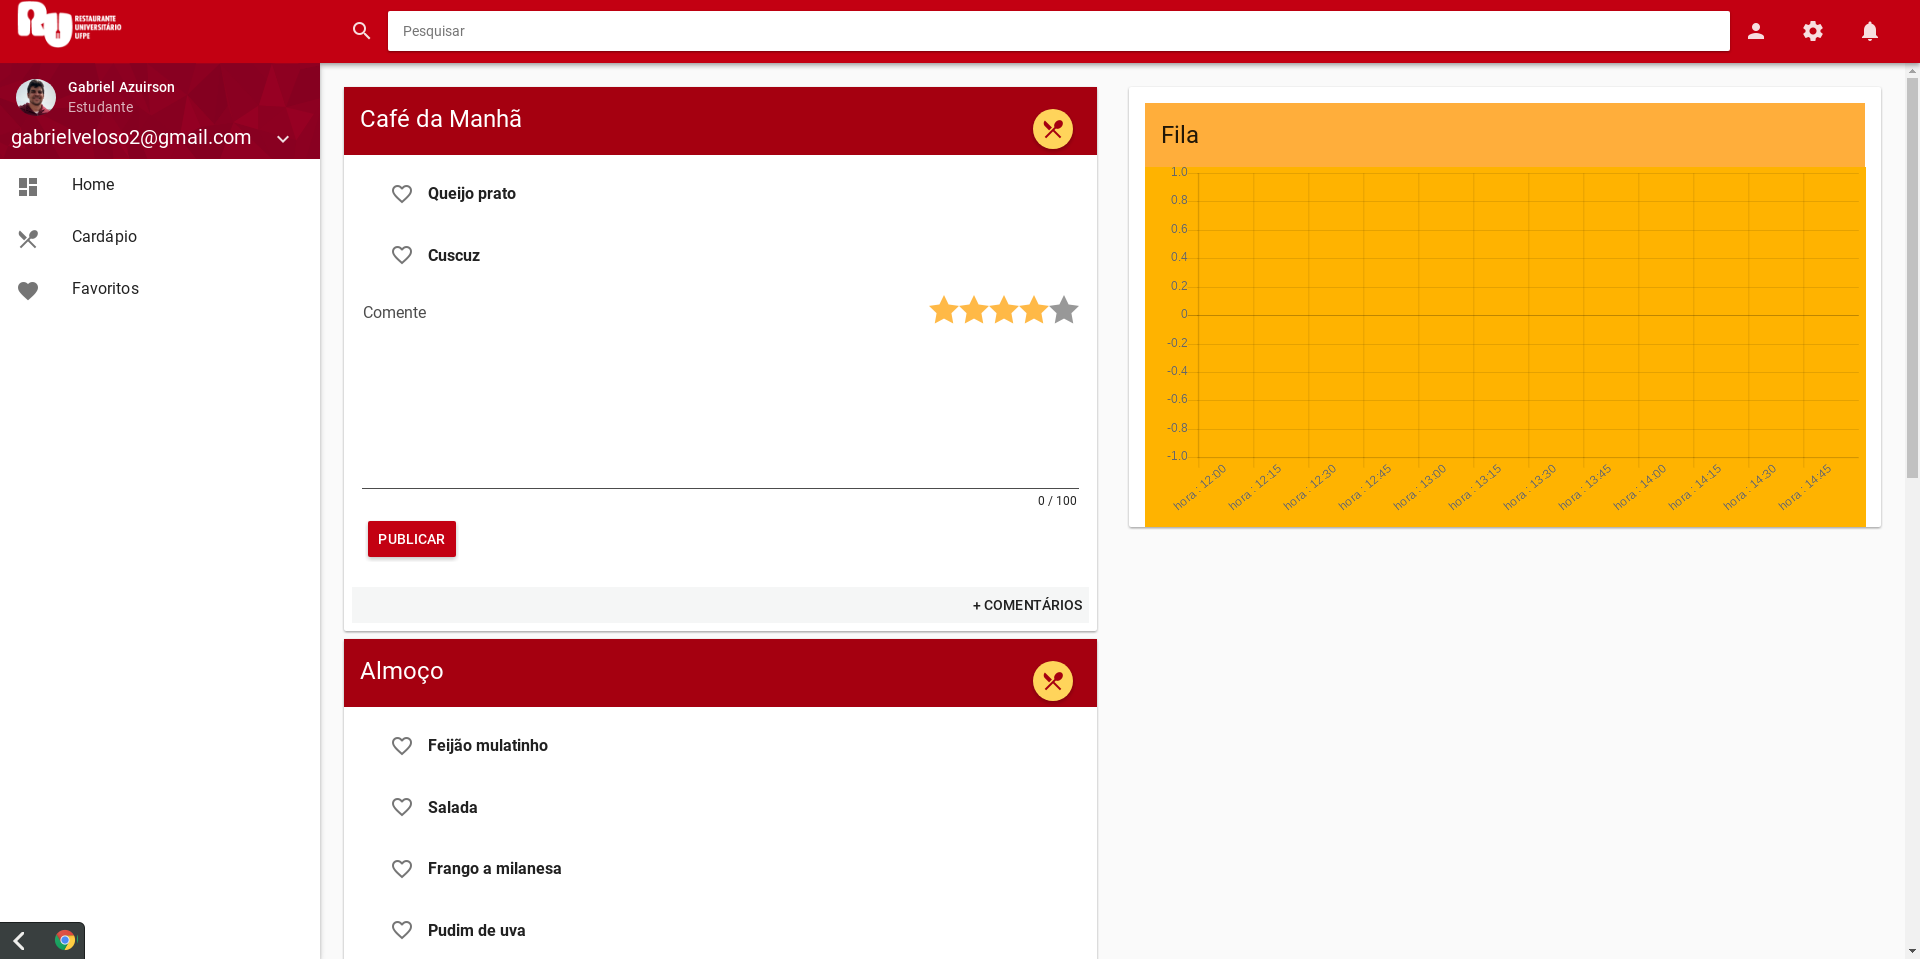 RU RESTAURANTE
UNIVERSITÁRIO
UFPE
Pesquisar
Gabriel Azuirson
Estudante
gabrielveloso2@gmail.com
Home
Cardápio
Favoritos
Café da Manhã
Queijo prato
Cuscuz
Comente
0 / 100
PUBLICAR
+ COMENTÁRIOS
Almoço
Feijão mulatinho
Salada
Frango a milanesa
Pudim de uva
Fila
1.0
0.8
0.6
0.4
0.2
0
-0.2
-0.4
-0.6
-0.8
-1.0
hora : 12:00
hora : 12:15
hora : 12:30
hora : 12:45
hora : 13:00
hora : 13:15
hora : 13:30
hora : 13:45
hora : 14:00
hora : 14:15
hora : 14:30
hora : 14:45